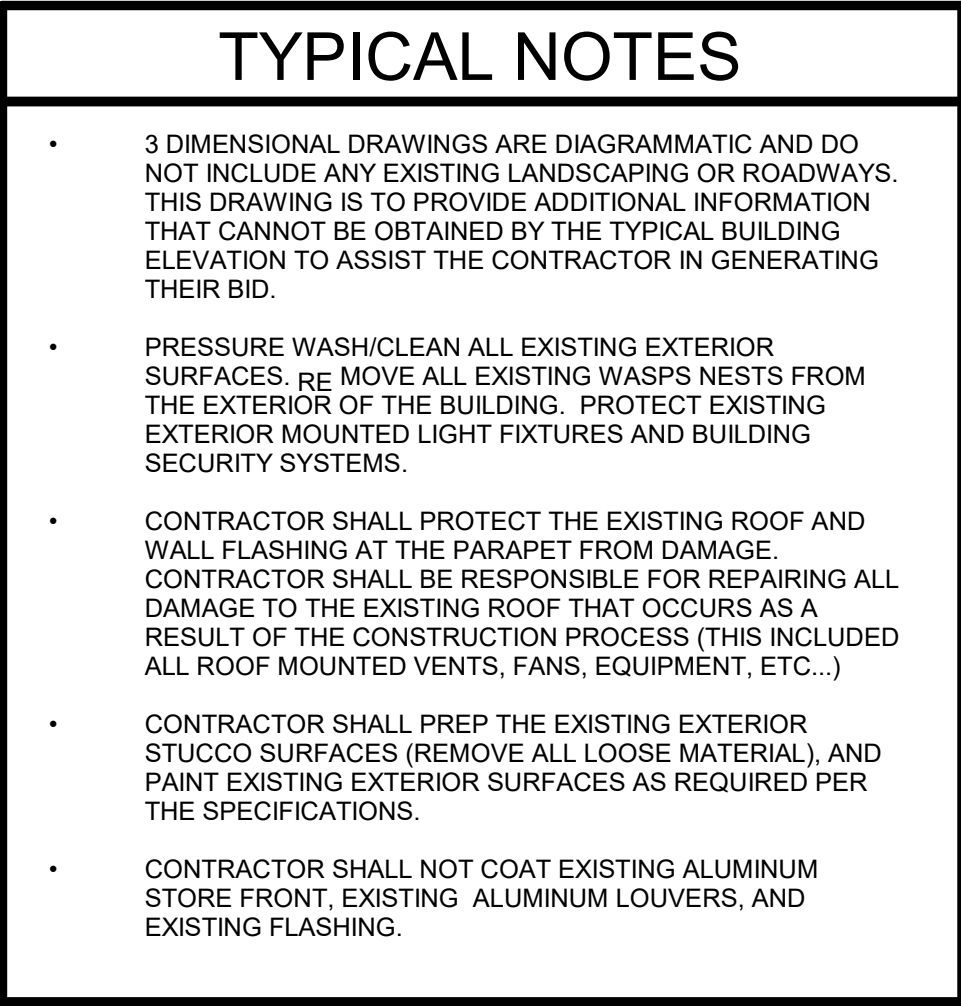 TYPICAL NOTES
• 3 DIMENSIONAL DRAWINGS ARE DIAGRAMMATIC AND DO
NOT INCLUDE ANY EXISTING LANDSCAPING OR ROADWAYS.
THIS DRAWING IS TO PROVIDE ADDITIONAL INFORMATION
THAT CANNOT BE OBTAINED BY THE TYPICAL BUILDING
ELEVATION TO ASSIST THE CONTRACTOR IN GENERATING
THEIR BID.
• PRESSURE WASH/CLEAN ALL EXISTING EXTERIOR
SURFACES. RE MOVE ALL EXISTING WASPS NESTS FROM
THE EXTERIOR OF THE BUILDING.  PROTECT EXISTING
EXTERIOR MOUNTED LIGHT FIXTURES AND BUILDING
SECURITY SYSTEMS.
• CONTRACTOR SHALL PROTECT THE EXISTING ROOF AND
WALL FLASHING AT THE PARAPET FROM DAMAGE.
CONTRACTOR SHALL BE RESPONSIBLE FOR REPAIRING ALL
DAMAGE TO THE EXISTING ROOF THAT OCCURS AS A
RESULT OF THE CONSTRUCTION PROCESS (THIS INCLUDED
ALL ROOF MOUNTED VENTS, FANS, EQUIPMENT, ETC...)
• CONTRACTOR SHALL PREP THE EXISTING EXTERIOR
STUCCO SURFACES (REMOVE ALL LOOSE MATERIAL), AND
PAINT EXISTING EXTERIOR SURFACES AS REQUIRED PER
THE SPECIFICATIONS.
• CONTRACTOR SHALL NOT COAT EXISTING ALUMINUM
STORE FRONT, EXISTING  ALUMINUM LOUVERS, AND
EXISTING FLASHING.